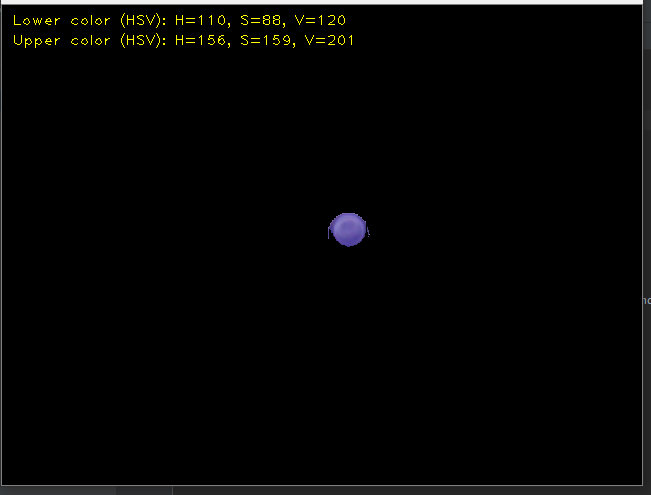 Lower color (HSV): H=110, S=88, V=120
Upper color (HSV): H=156, S=159, V=201